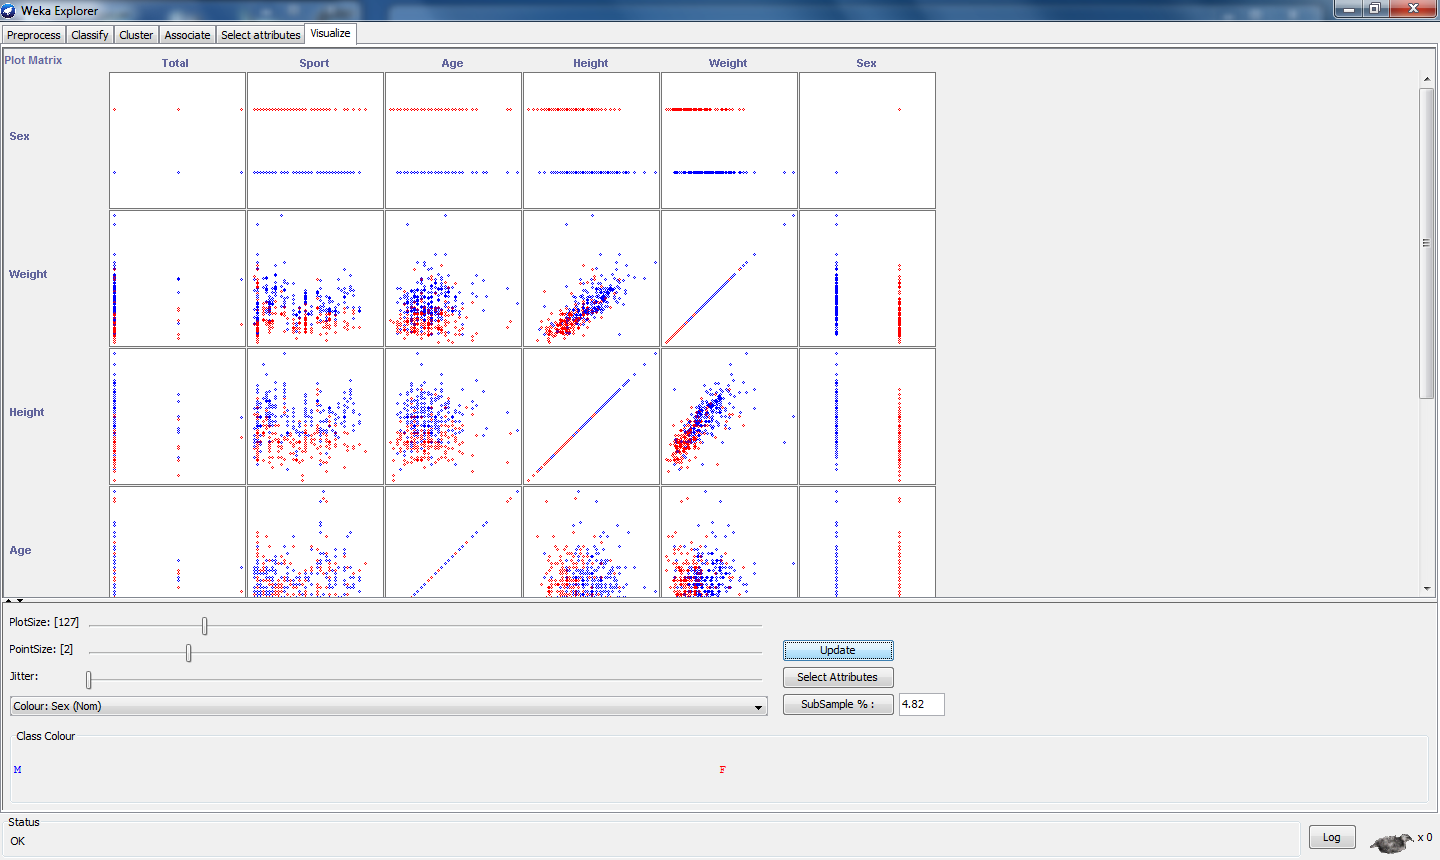 Weka Explorer
Preprocess Classify Cluster Associate Select attributes Visualize
Plot Matrix Total Sport Age Height Weight Sex
Sex
Weight
Height
Age
PlotSize: [127]
PointSize: [2]
Jitter:
Colour: Sex (Nom)
Update
Select Attributes
SubSample % : 4.82
Class Colour
M F
Status
OK
Log x 0